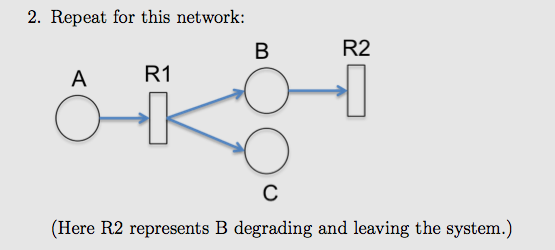 2. Repeat for this network:
B R2
A R1
C
(Here R2 represents B degrading and leaving the system.)